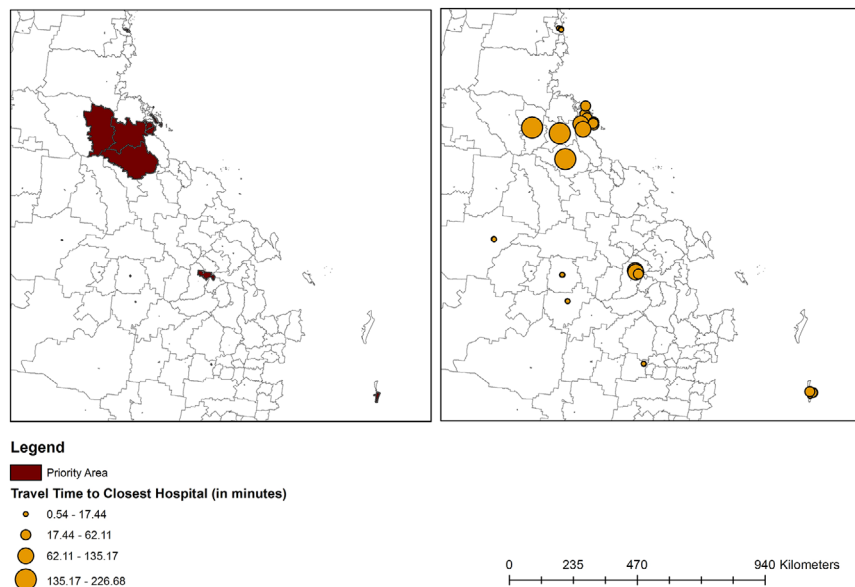 Legend
Priority Area
Travel Time to Closest Hospital (in minutes)
0.54 - 17.44
17.44 - 62.11
62.11 - 135.17
135.17 - 226.68
0 235 470 940 Kilometers